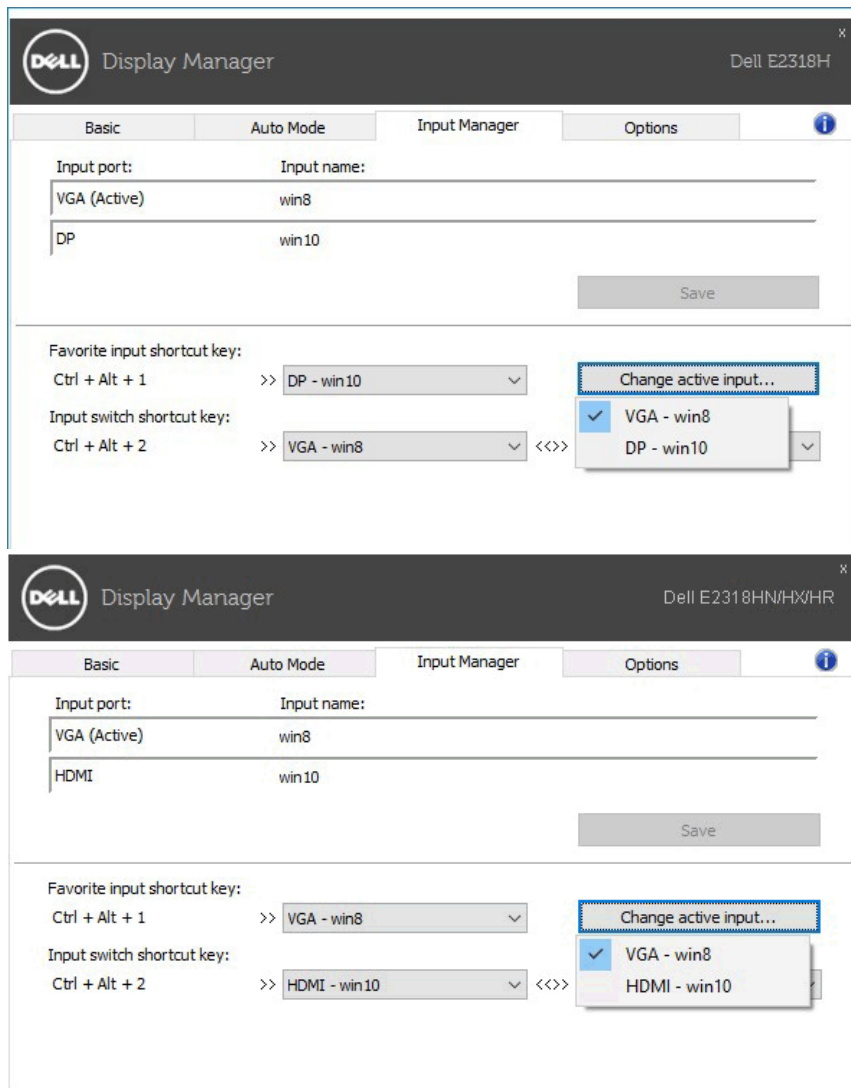 DELL Display Manager x
Dell E2318H
Basic Auto Mode Input Manager Options i
Input port: Input name:
VGA (Active) win8
DP win10
Save
Favorite input shortcut key:
Ctrl + Alt + 1 >> DP - win10 Change active input...
Input switch shortcut key: VGA - win8
Ctrl + Alt + 2 >> VGA - win8 <<>> DP - win10
DELL Display Manager x
Dell E2318HN/HX/HR
Basic Auto Mode Input Manager Options i
Input port: Input name:
VGA (Active) win8
HDMI win10
Save
Favorite input shortcut key:
Ctrl + Alt + 1 >> VGA - win8 Change active input...
Input switch shortcut key: VGA - win8
Ctrl + Alt + 2 >> HDMI - win10 <<>> HDMI - win10